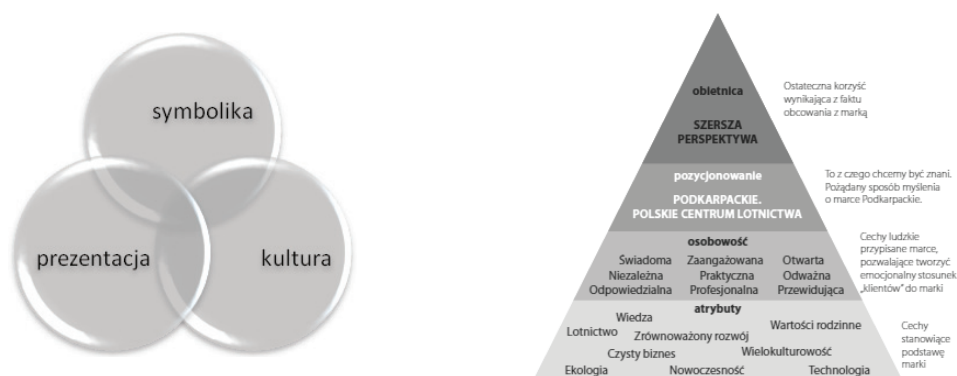 symbolika
prezentacja
kultura
obietnica
SZERSZA
PERSPEKTYWA
Ostateczna korzyść
wynikająca z faktu
obcowania z marką
pozycjonowanie
PODKARPACKIE.
POLSKIE CENTRUM LOTNICTWA
To z czego chcemy być znani.
Pożądany sposób myślenia
o marce Podkarpackie.
osobowość
Świadoma Zaangażowana Otwarta
Niezależna Praktyczna Odważna
Odpowiedzialna Profesjonalna Przewidująca
Cechy ludzkie
przypisane marce,
pozwalające tworzyć
emocjonalny stosunek
„klientów” do marki
atrybuty
Wiedza
Lotnictwo Zrównoważony rozwój Wartości rodzinne
Czysty biznes Wielokulturowość
Ekologia Nowoczesność Technologia
Cechy
stanowiące
podstawę
marki